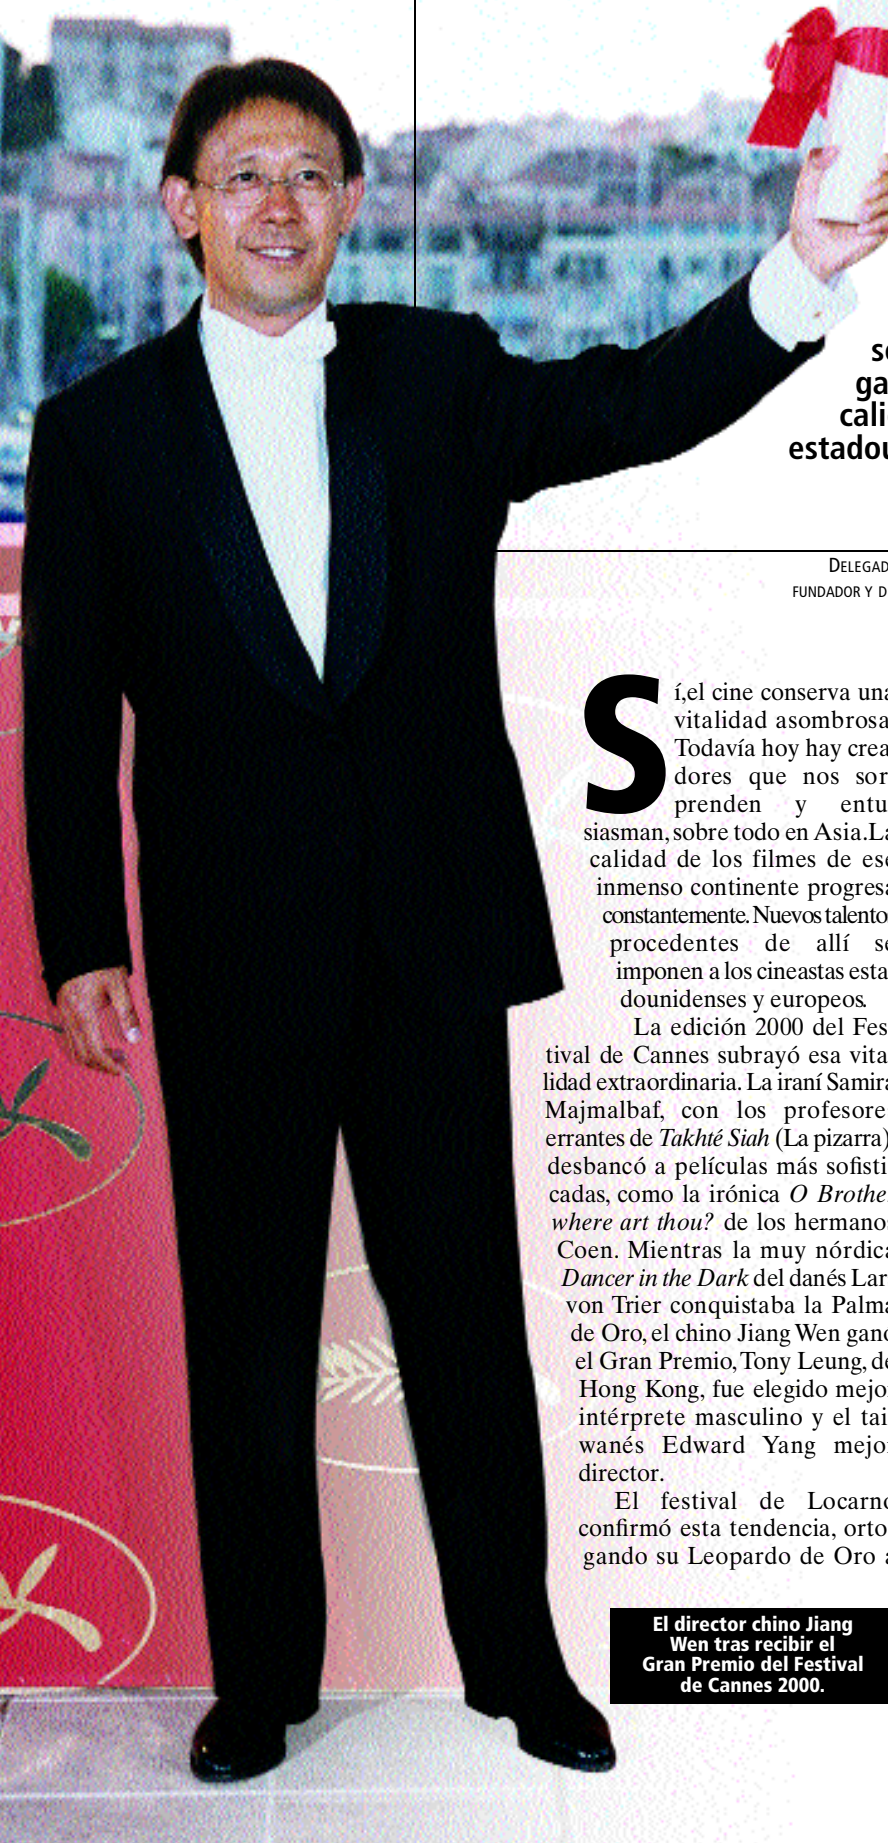 ga
cali
estadou
DELEGAD
FUNDADOR Y D
Sí,el cine conserva una
vitalidad asombrosa.
Todavía hoy hay crea-
dores que nos sor-
prenden y entu-
siasman, sobre todo en Asia.La
calidad de los filmes de ese
inmenso continente progresa
constantemente. Nuevos talentos
procedentes de allí se
imponen a los cineastas esta-
dounidenses y europeos.
La edición 2000 del Fes-
tival de Cannes subrayó esa vita-
lidad extraordinaria. La iraní Samira
Majmalbaf, con los profesore
errantes de Takhté Siah (La pizarra),
desbancó a películas más sofisti-
cadas, como la irónica O Brother
where art thou? de los hermanos
Coen. Mientras la muy nórdica
Dancer in the Dark del danés Lar
von Trier conquistaba la Palma
de Oro, el chino Jiang Wen ganó
el Gran Premio, Tony Leung, de
Hong Kong, fue elegido mejor
intérprete masculino y el tai-
wanés Edward Yang mejor
director.
El festival de Locarno
confirmó esta tendencia, otor-
gando su Leopardo de Oro a
El director chino Jiang
Wen tras recibir el
Gran Premio del Festival
de Cannes 2000.